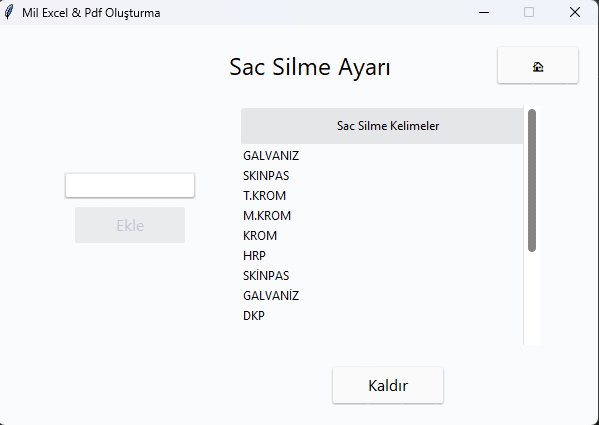 Mil Excel & Pdf Oluşturma
Sac Silme Ayarı
Sac Silme Kelimeler
GALVANIZ
SKINPAS
T.KROM
M.KROM
KROM
HRP
SKİNPAS
GALVANİZ
DKP
Ekle
Kaldır